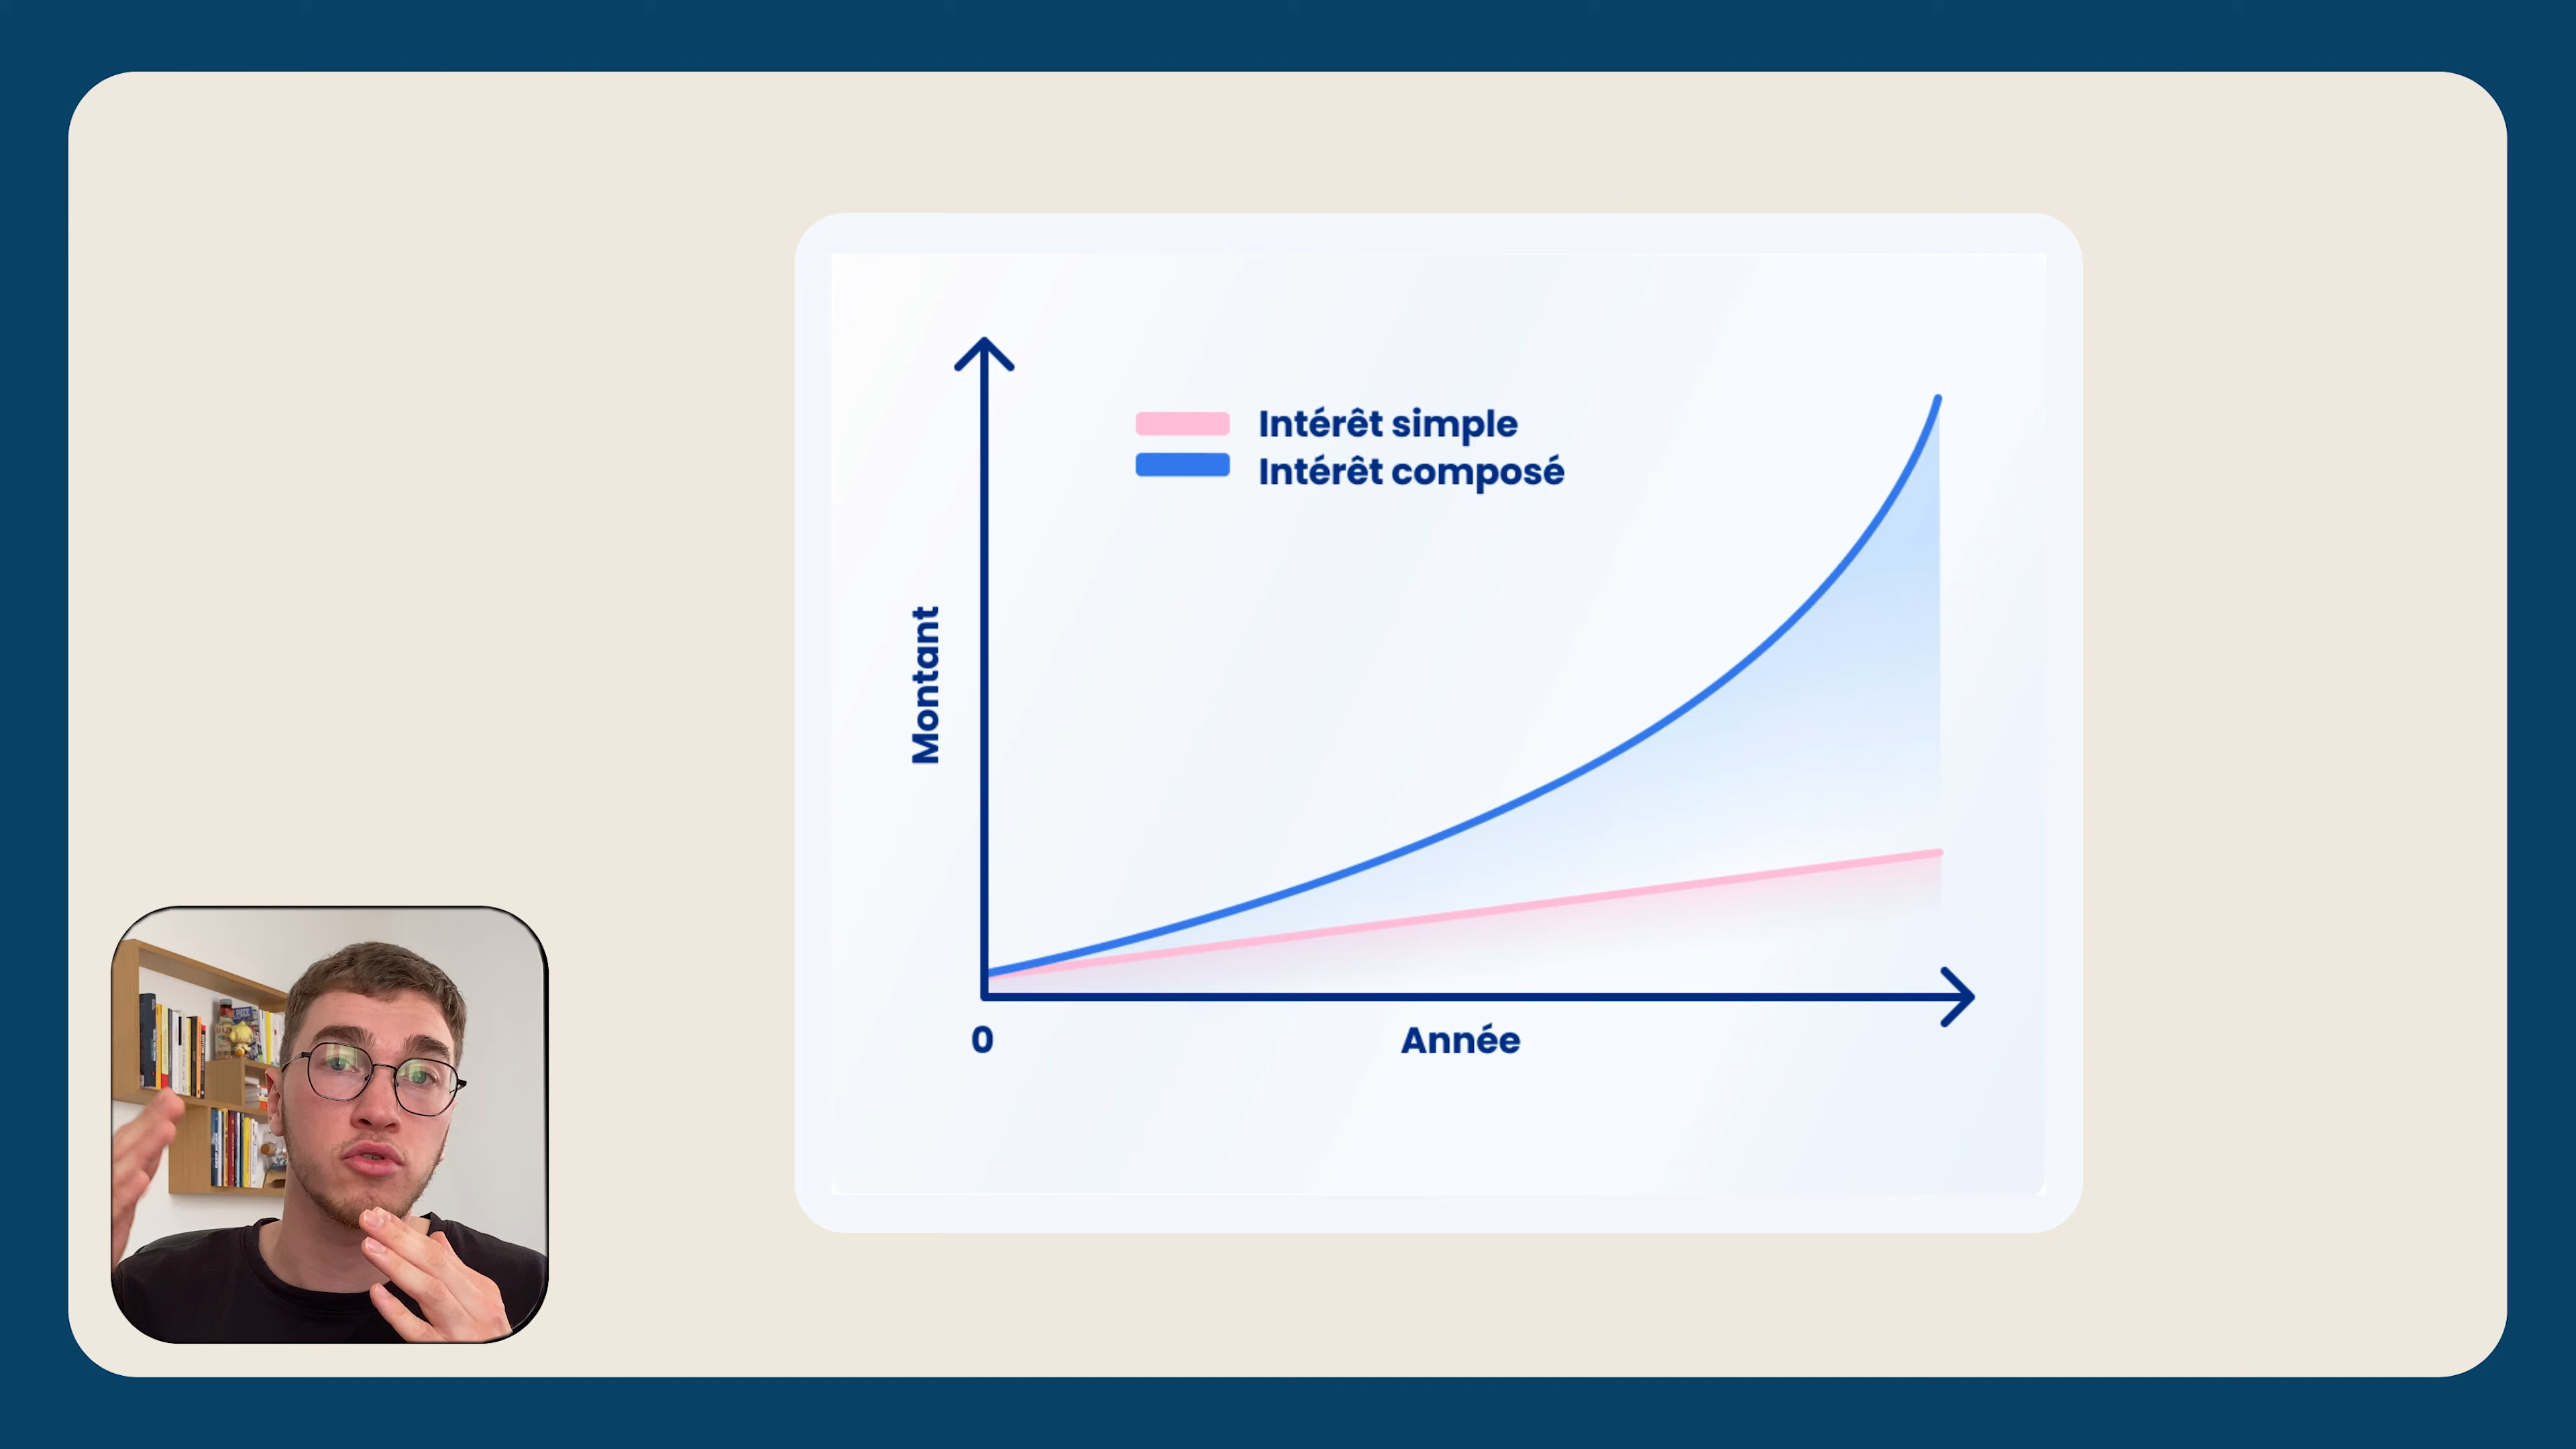 Intérêt simple
Intérêt composé
Montant
0
Année